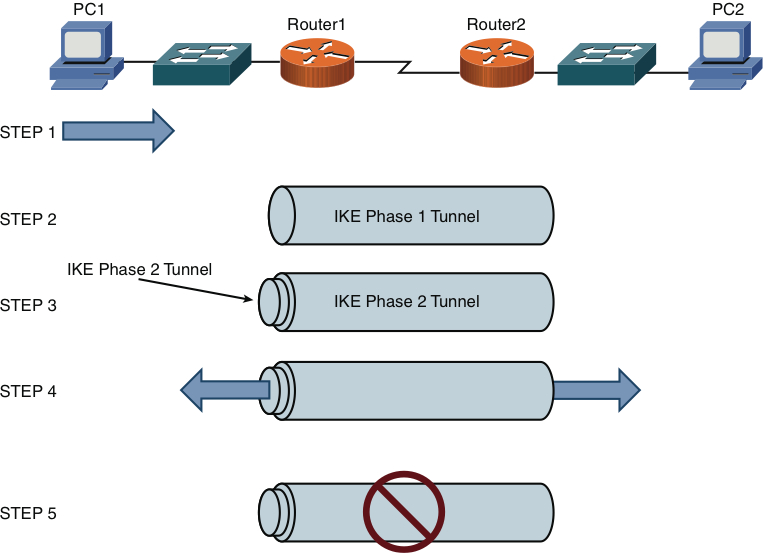 PC1
Router1
Router2
PC2
STEP 1
STEP 2
IKE Phase 1 Tunnel
IKE Phase 2 Tunnel
STEP 3
IKE Phase 2 Tunnel
STEP 4
STEP 5